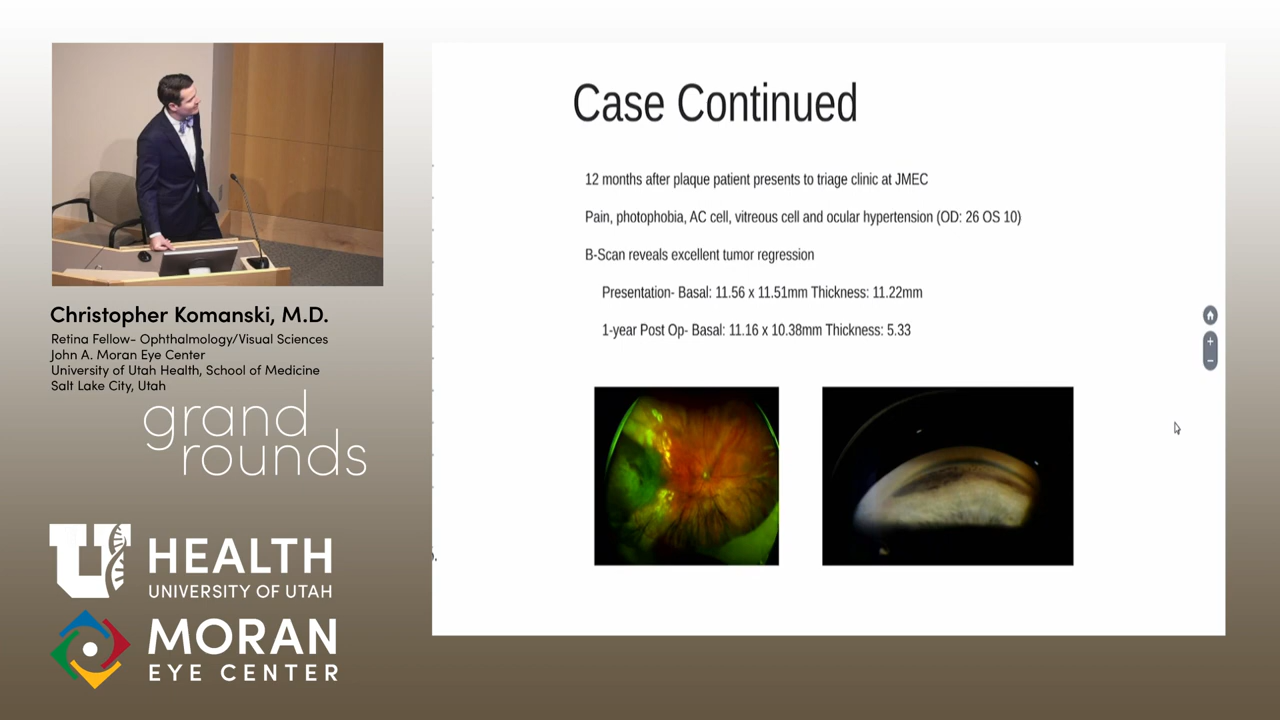 Christopher Komanski, M.D.
Retina Fellow- Ophthalmology/Visual Sciences
John A. Moran Eye Center
University of Utah Health, School of Medicine
Salt Lake City, Utah
grand
rounds
U HEALTH
UNIVERSITY OF UTAH
MORAN
EYE CENTER
Case Continued
12 months after plaque patient presents to triage clinic at JMEC
Pain, photophobia, AC cell, vitreous cell and ocular hypertension (OD: 26 OS 10)
B-Scan reveals excellent tumor regression
Presentation- Basal: 11.56 x 11.51mm Thickness: 11.22mm
1-year Post Op- Basal: 11.16 x 10.38mm Thickness: 5.33